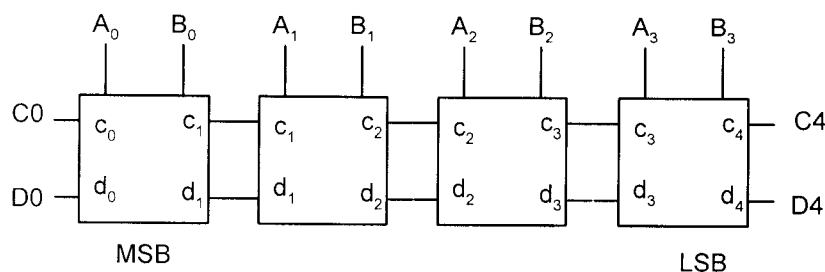 A₀ B₀ A₁ B₁ A₂ B₂ A₃ B₃
C0 c₀ c₁ c₁ c₂ c₂ c₃ c₃ c₄ C4
D0 d₀ d₁ d₁ d₂ d₂ d₃ d₃ d₄ D4
MSB LSB